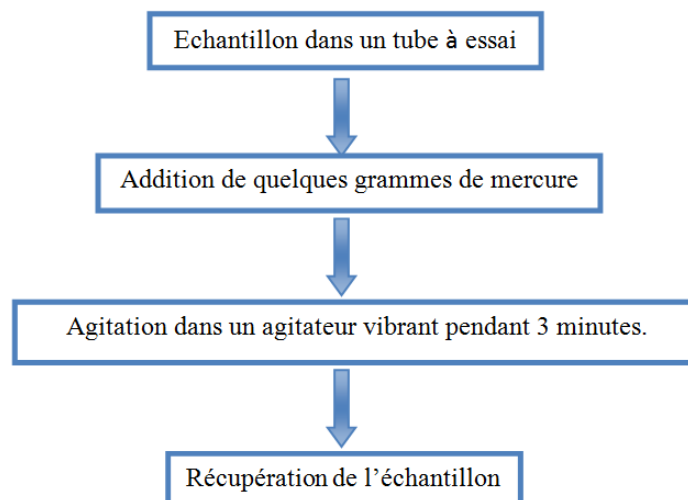 Echantillon dans un tube à essai
Addition de quelques grammes de mercure
Agitation dans un agitateur vibrant pendant 3 minutes.
Récupération de l’échantillon